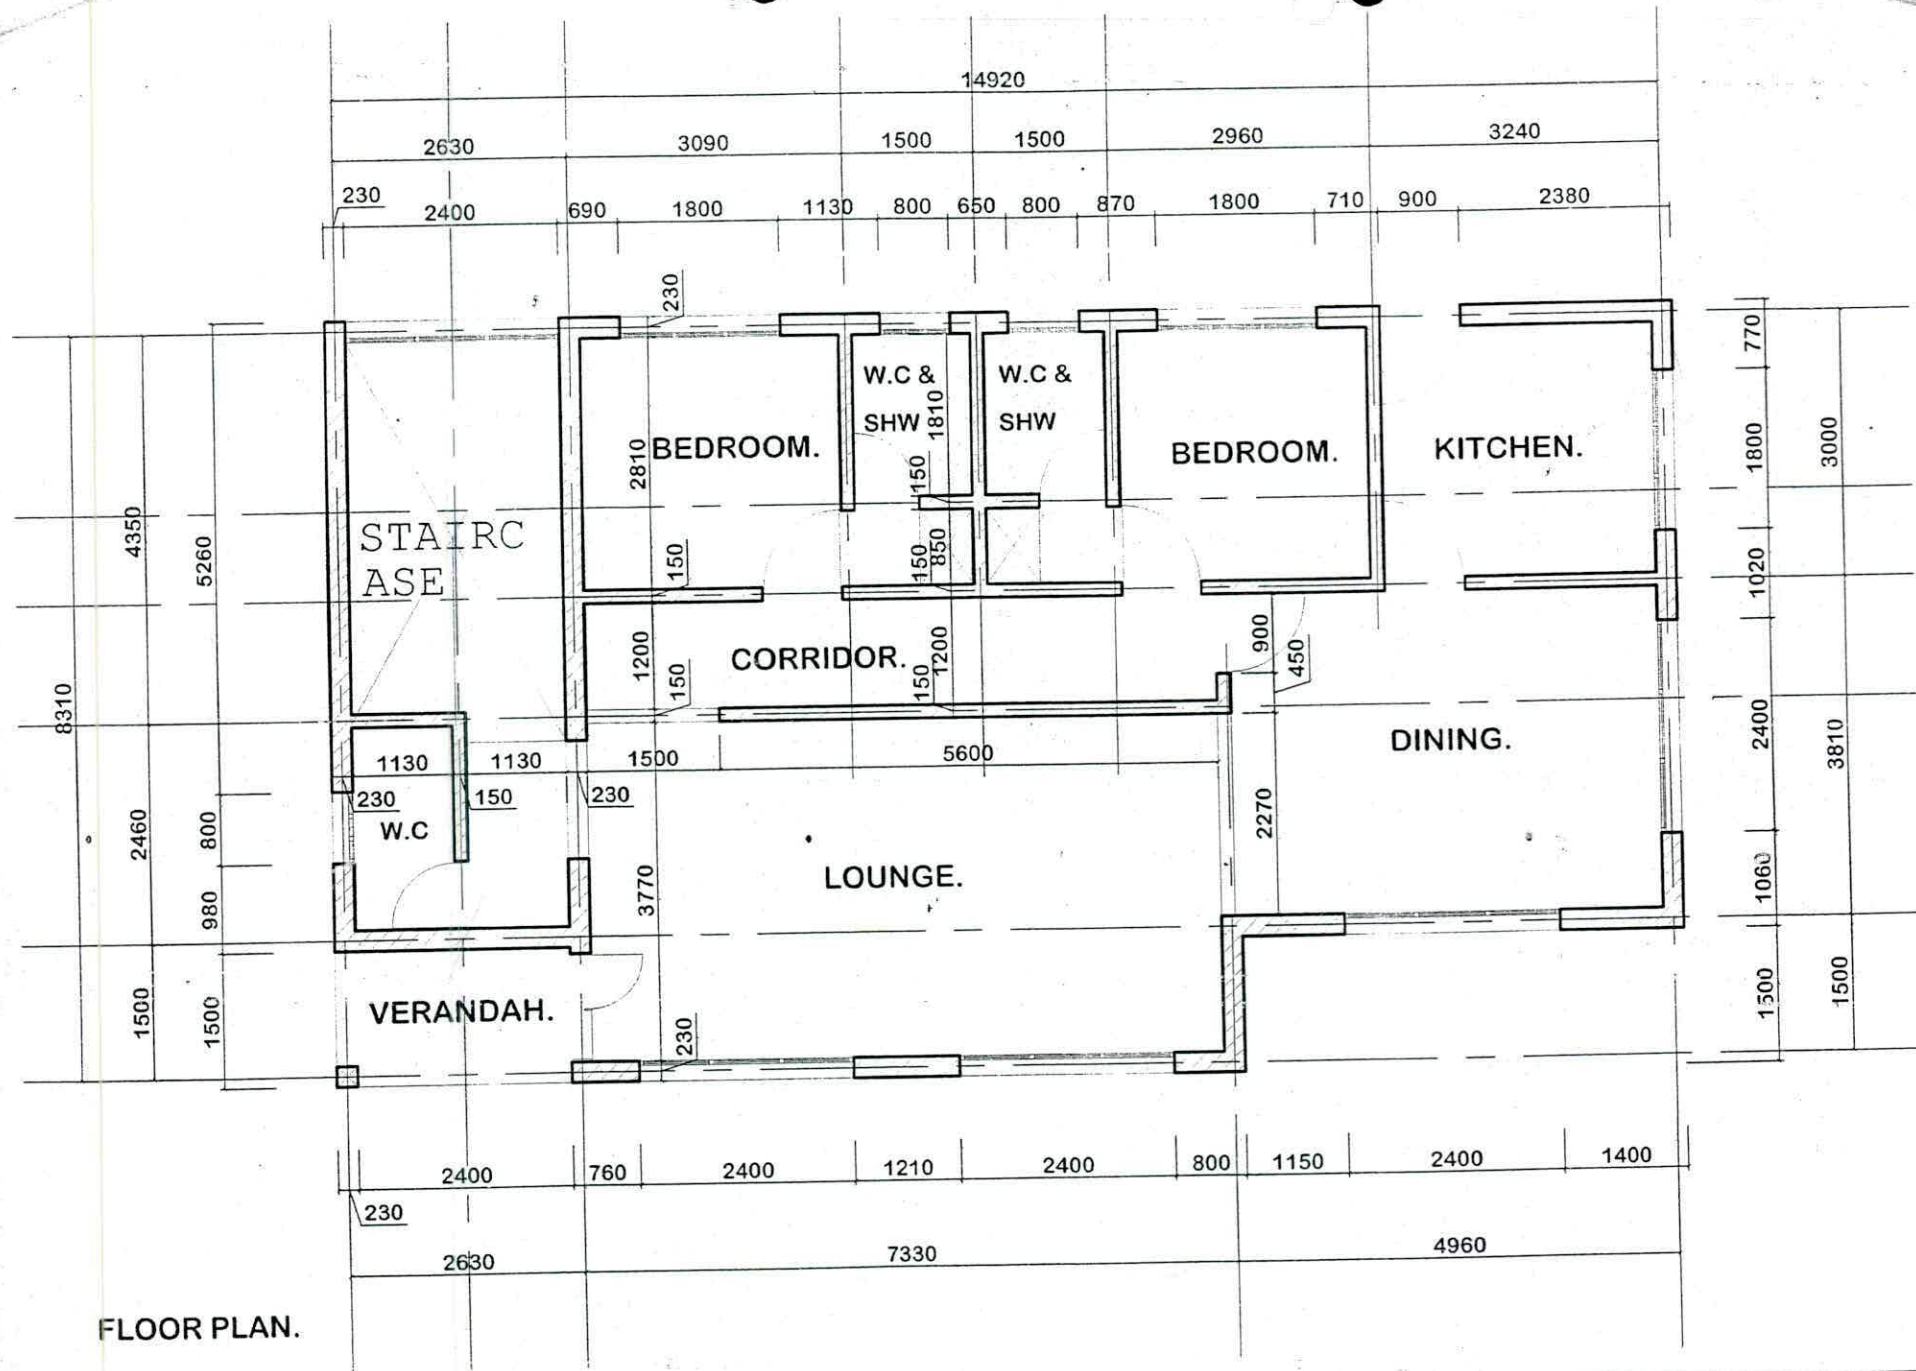 14920
2630 3090 1500 1500 2960 3240
230
2400 690 1800 1130 800 650 800 870 1800 710 900 2380
230
770
W.C & W.C &
SHW SHW
1810
2810
BEDROOM.
BEDROOM.
KITCHEN.
1800
3000
150
4350
5260
STAIRC
ASE
150
150
850
1020
1200
CORRIDOR.
1200
900
450
150
150
8310
2400
3810
DINING.
1130 1130 1500 5600
230 150 230
2460
800
W.C
2270
LOUNGE.
3770
980
1060
1500
1500
VERANDAH.
230
1500
1500
2400 760 2400 1210 2400 800 1150 2400 1400
230
2630 7330 4960
FLOOR PLAN.